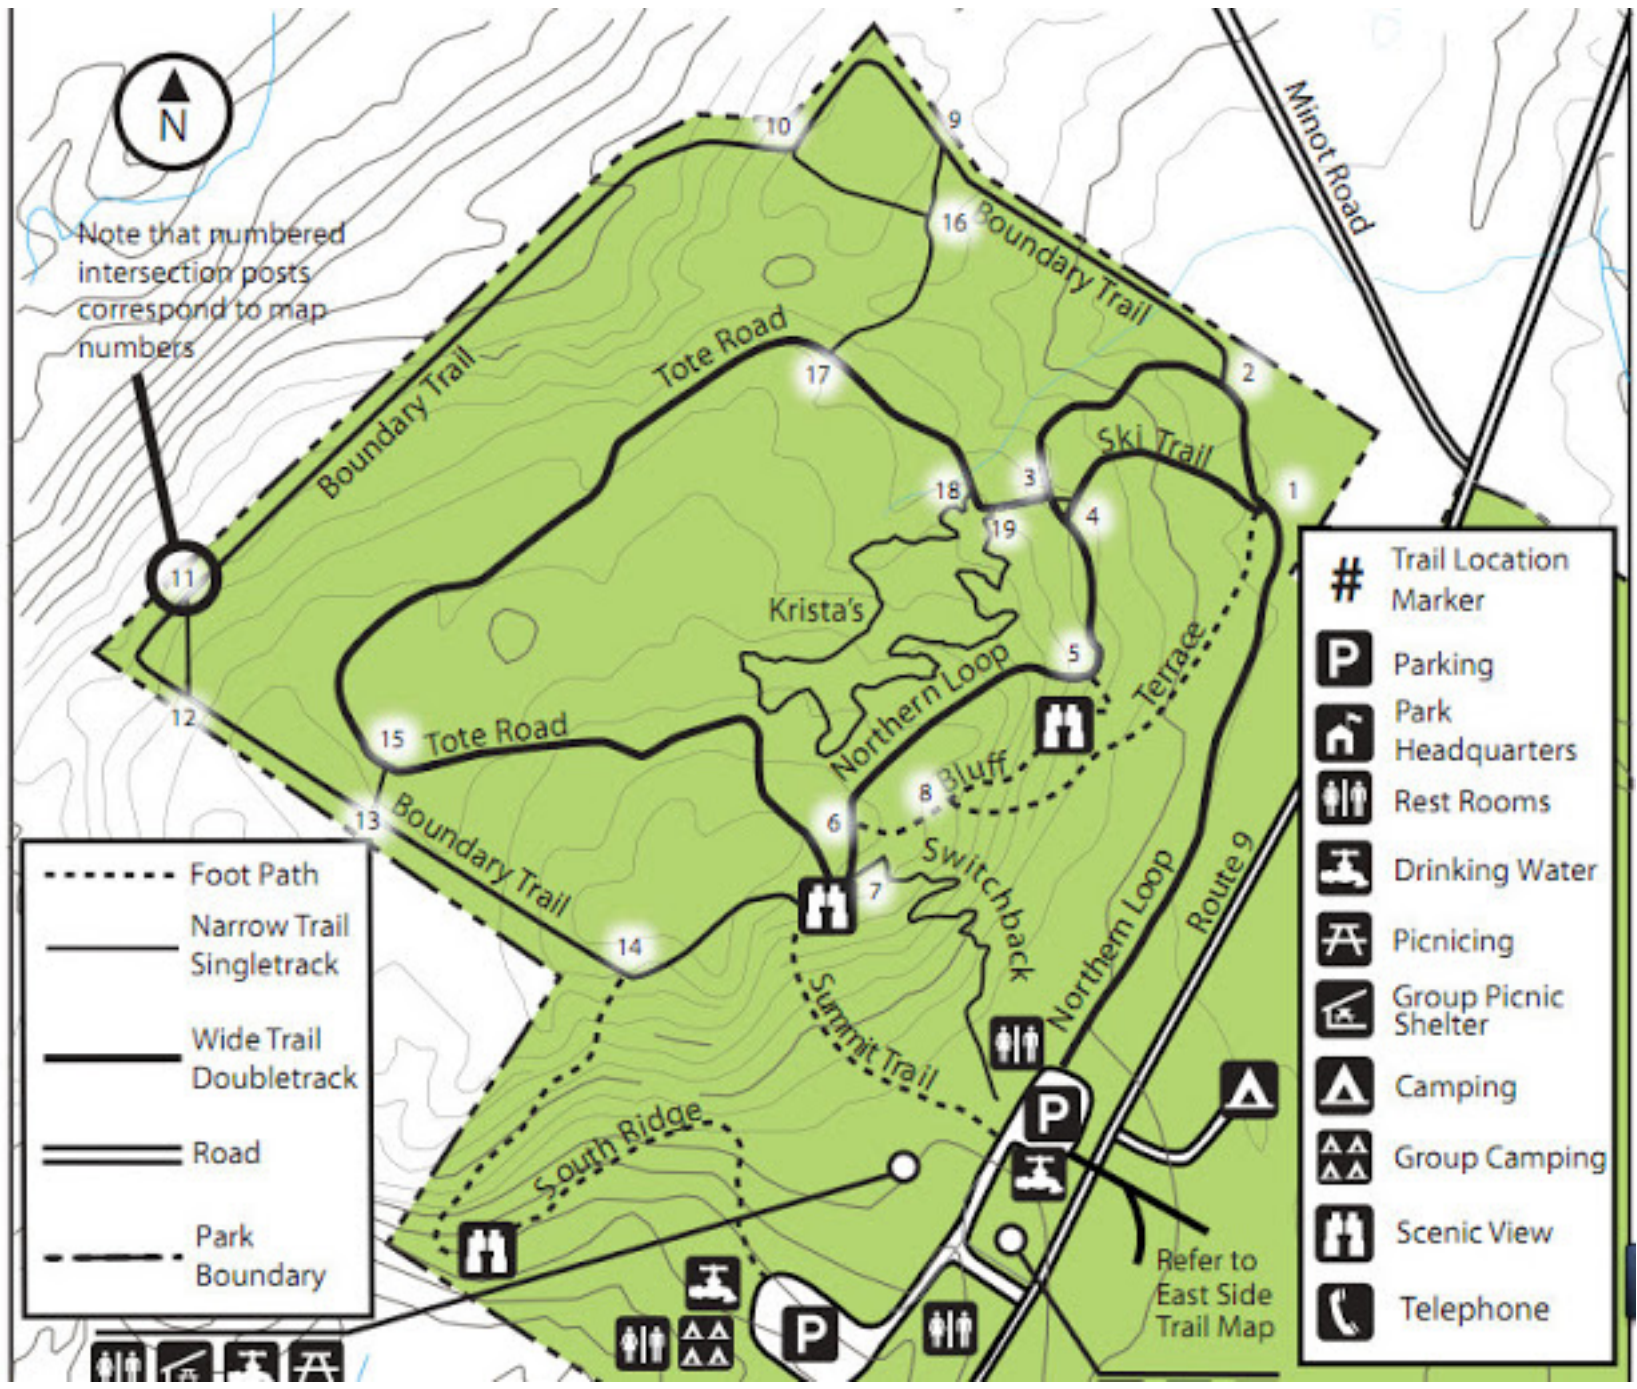 N
Note that numbered
intersection posts
correspond to map
numbers
10
9
16
Boundary Trail
Minot Road
Tote Road
17
2
Boundary Trail
Ski Trail
1
18
3
4
19
11
Krista's
5
Northern Loop
Terrace
12
15
Tote Road
13
Boundary Trail
6
8
Bluff
7
Switchback
14
Summit Trail
Northern Loop
Route 9
South Ridge
P
P
Refer to
East Side
Trail Map
Foot Path
Narrow Trail
Singletrack
Wide Trail
Doubletrack
Road
Park
Boundary
# Trail Location
Marker
P Parking
Park
Headquarters
Rest Rooms
Drinking Water
Picnicing
Group Picnic
Shelter
Camping
Group Camping
Scenic View
Telephone